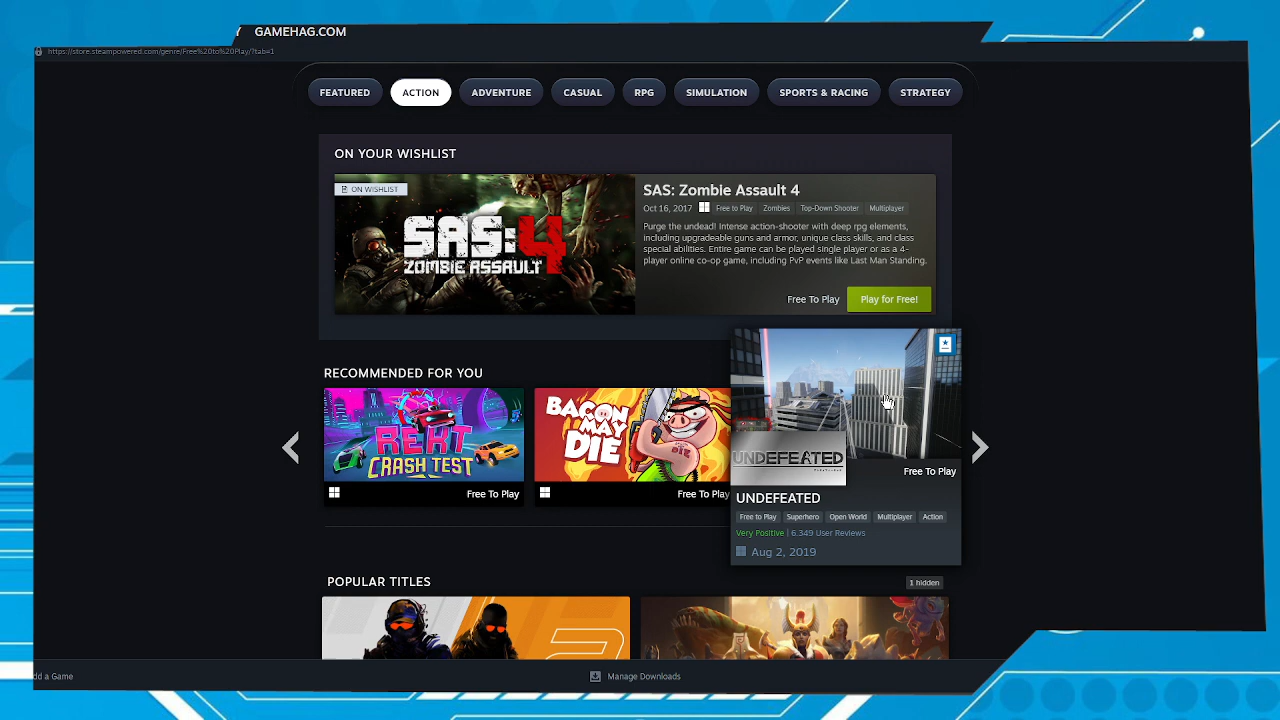 Y GAMEHAG.COM
https://store.steampowered.com/genre/Free%20to%20Play/?tab=1
FEATURED ACTION ADVENTURE CASUAL RPG SIMULATION SPORTS & RACING STRATEGY
ON YOUR WISHLIST
ON WISHLIST
SAS:4
ZOMBIE ASSAULT
SAS: Zombie Assault 4
Oct 16, 2017 Free to Play Zombies Top-Down Shooter Multiplayer
Purge the undead! Intense action-shooter with deep rpg elements,
including upgradeable guns and armor, unique class skills, and class
special abilities. Entire game can be played single player or as a 4-
player online co-op game, including PvP events like Last Man Standing.
Free To Play Play for Free!
RECOMMENDED FOR YOU
REKT
CRASH TEST
Free To Play
BACON
MAY
DIE
Free To Play
UNDEFEATED
Free To Play
UNDEFEATED
Free to Play Superhero Open World Multiplayer Action
Very Positive | 6.349 User Reviews
Aug 2, 2019
POPULAR TITLES
1 hidden
dd a Game
Manage Downloads